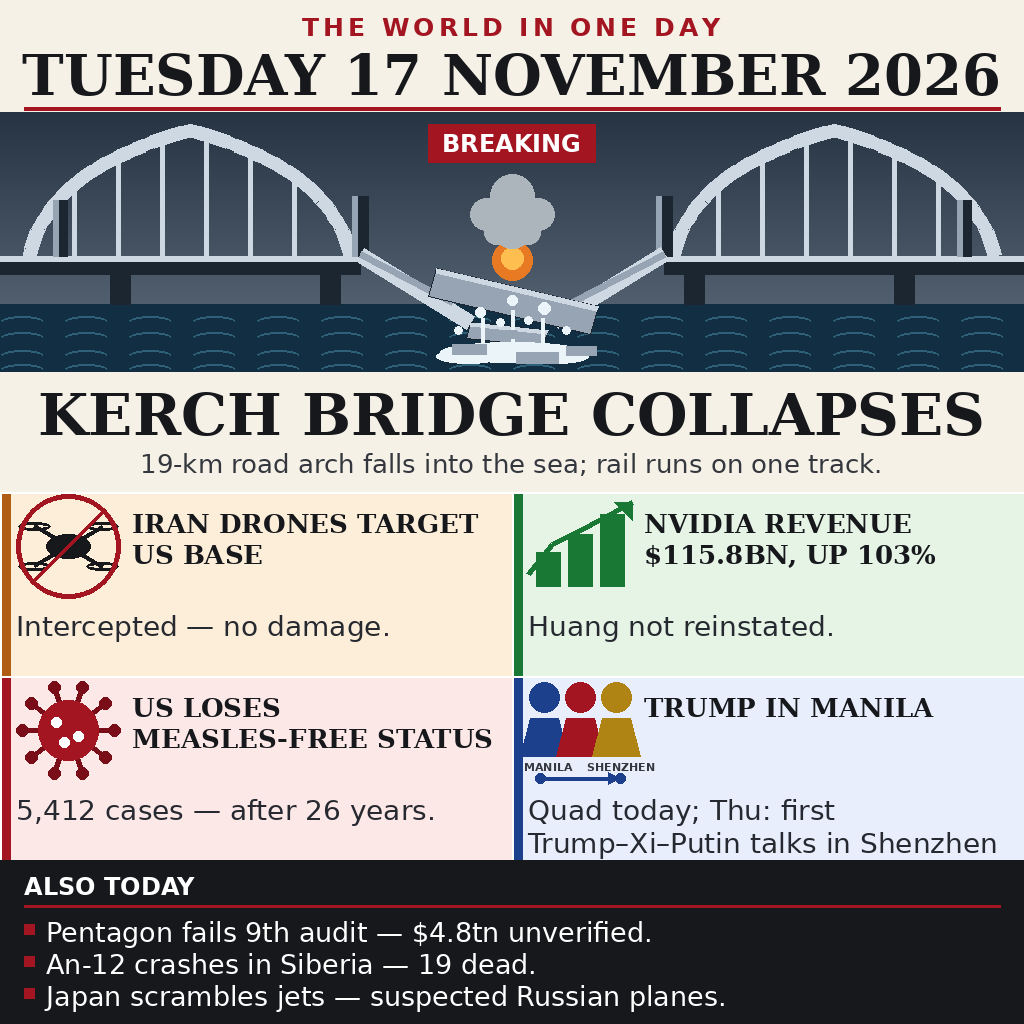 THE WORLD IN ONE DAY
TUESDAY 17 NOVEMBER 2026
BREAKING
KERCH BRIDGE COLLAPSES
19-km road arch falls into the sea; rail runs on one track.
IRAN DRONES TARGET
US BASE
Intercepted — no damage.
NVIDIA REVENUE
$115.8BN, UP 103%
Huang not reinstated.
US LOSES
MEASLES-FREE STATUS
5,412 cases — after 26 years.
TRUMP IN MANILA
MANILA SHENZHEN
Quad today; Thu: first
Trump–Xi–Putin talks in Shenzhen
ALSO TODAY
Pentagon fails 9th audit — $4.8tn unverified.
An-12 crashes in Siberia — 19 dead.
Japan scrambles jets — suspected Russian planes.